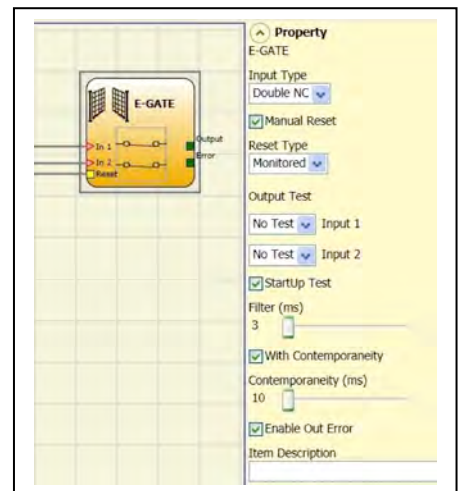 E-GATE
In 1
In 2
Reset
Output
Error
Property
E-GATE
Input Type
Double NC
Manual Reset
Reset Type
Monitored
Output Test
No Test Input 1
No Test Input 2
StartUp Test
Filter (ms)
3
With Contemporaneity
Contemporaneity (ms)
10
Enable Out Error
Item Description